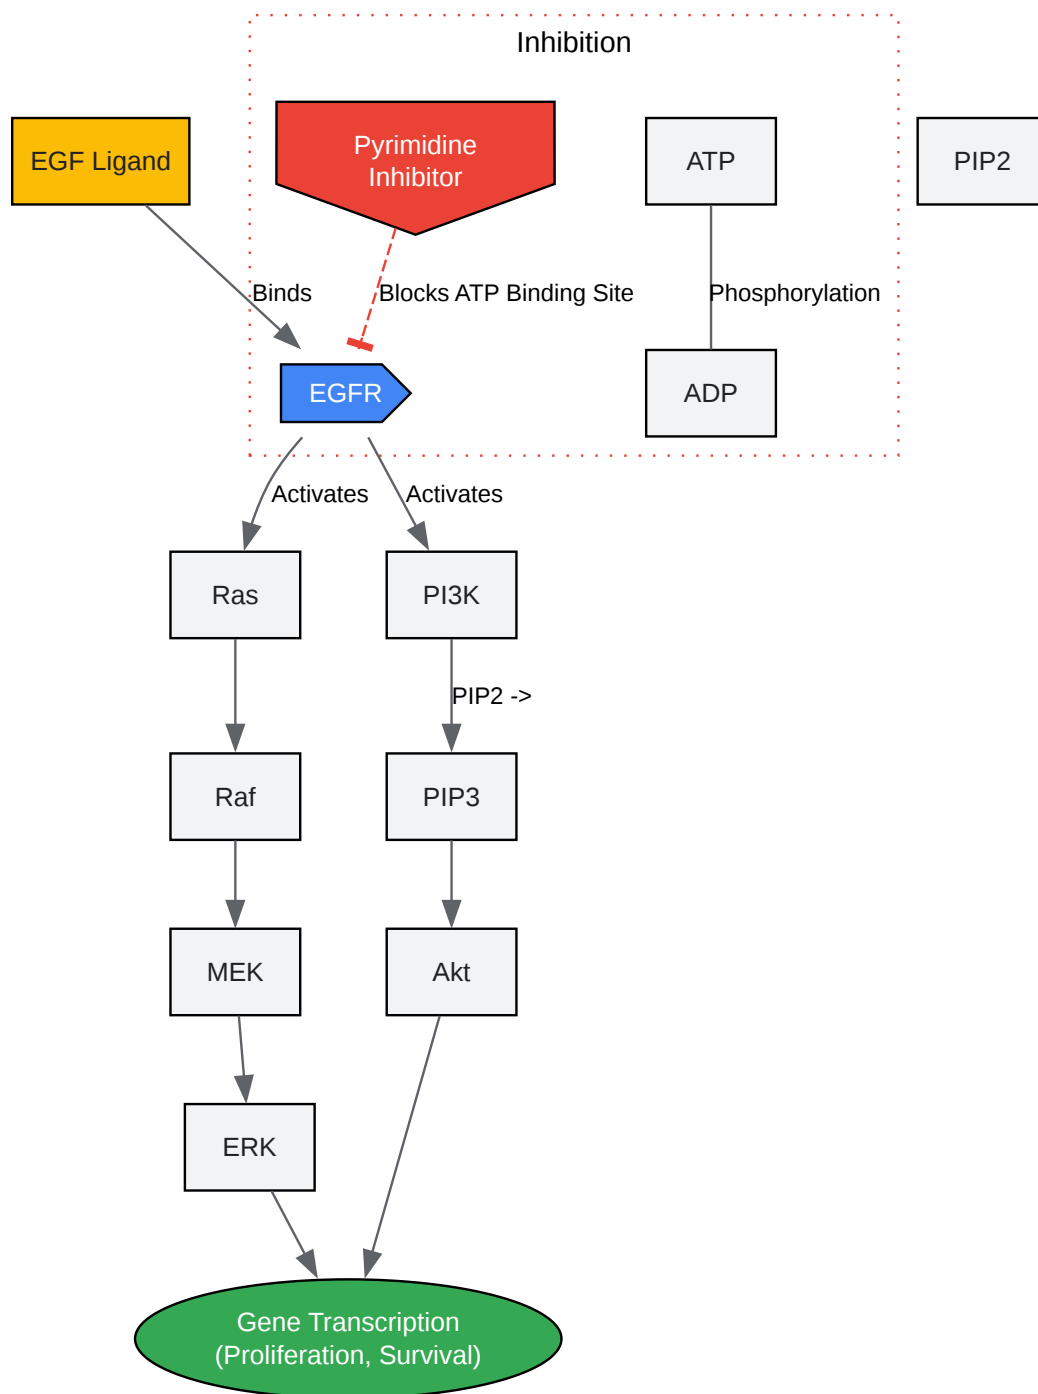 Inhibition
EGF Ligand
Pyrimidine
Inhibitor
ATP
PIP2
Binds
Blocks ATP Binding Site
Phosphorylation
EGFR
ADP
Activates
Activates
Ras
PI3K
PIP2 ->
Raf
PIP3
MEK
Akt
ERK
Gene Transcription
(Proliferation, Survival)